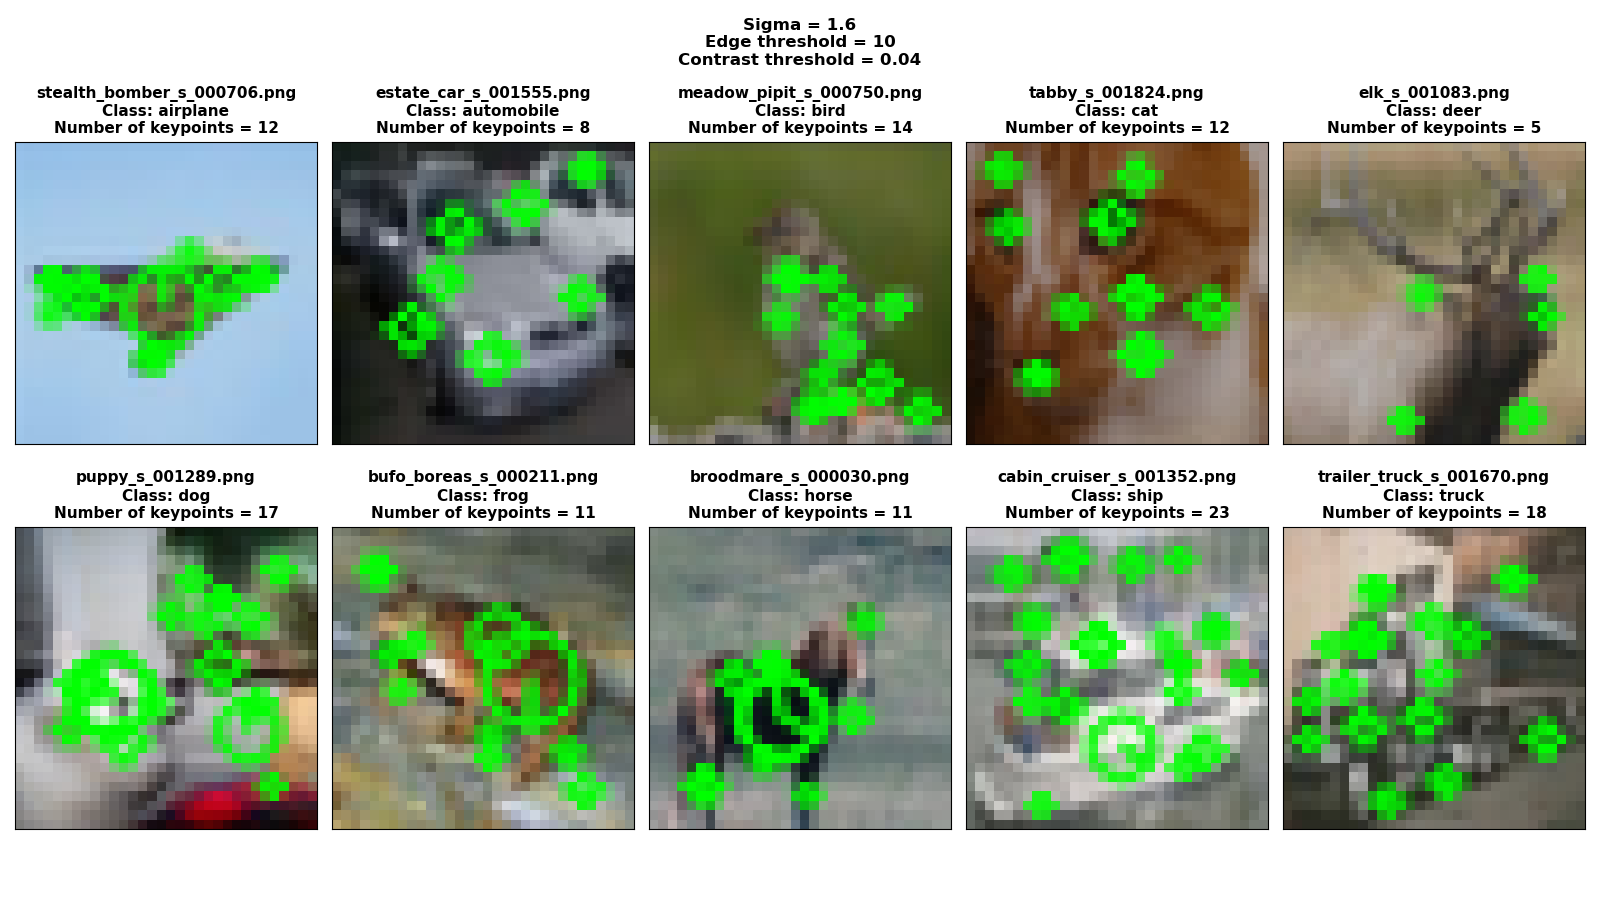 Sigma = 1.6
Edge threshold = 10
Contrast threshold = 0.04
stealth_bomber_s_000706.png
Class: airplane
Number of keypoints = 12
estate_car_s_001555.png
Class: automobile
Number of keypoints = 8
meadow_pipit_s_000750.png
Class: bird
Number of keypoints = 14
tabby_s_001824.png
Class: cat
Number of keypoints = 12
elk_s_001083.png
Class: deer
Number of keypoints = 5
puppy_s_001289.png
Class: dog
Number of keypoints = 17
bufo_boreas_s_000211.png
Class: frog
Number of keypoints = 11
broodmare_s_000030.png
Class: horse
Number of keypoints = 11
cabin_cruiser_s_001352.png
Class: ship
Number of keypoints = 23
trailer_truck_s_001670.png
Class: truck
Number of keypoints = 18